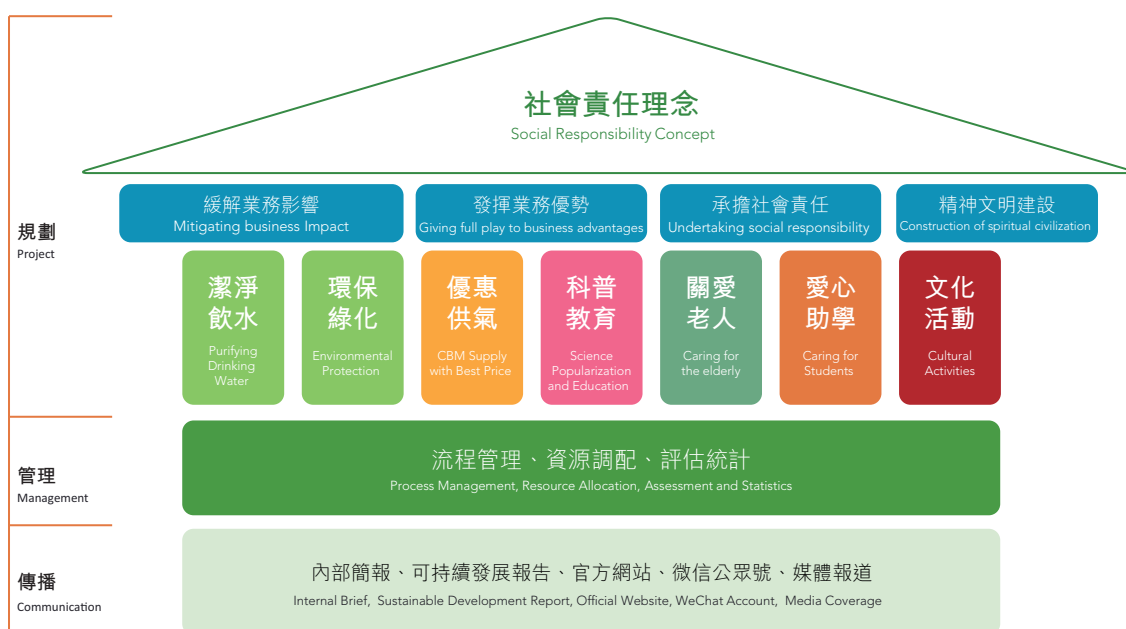 社會責任理念
Social Responsibility Concept
緩解業務影響
Mitigating business Impact
發揮業務優勢
Giving full play to business advantages
承擔社會責任
Undertaking social responsibility
精神文明建設
Construction of spiritual civilization
規劃
Project
潔淨
飲水
Purifying
Drinking
Water
環保
綠化
Environmental
Protection
優惠
供氣
CBM Supply
with Best Price
科普
教育
Science
Popularization
and Education
關愛
老人
Caring for
the elderly
愛心
助學
Caring for
Students
文化
活動
Cultural
Activities
管理
Management
流程管理、資源調配、評估統計
Process Management, Resource Allocation, Assessment and Statistics
傳播
Communication
內部簡報、可持續發展報告、官方網站、微信公眾號、媒體報道
Internal Brief, Sustainable Development Report, Official Website, WeChat Account, Media Coverage